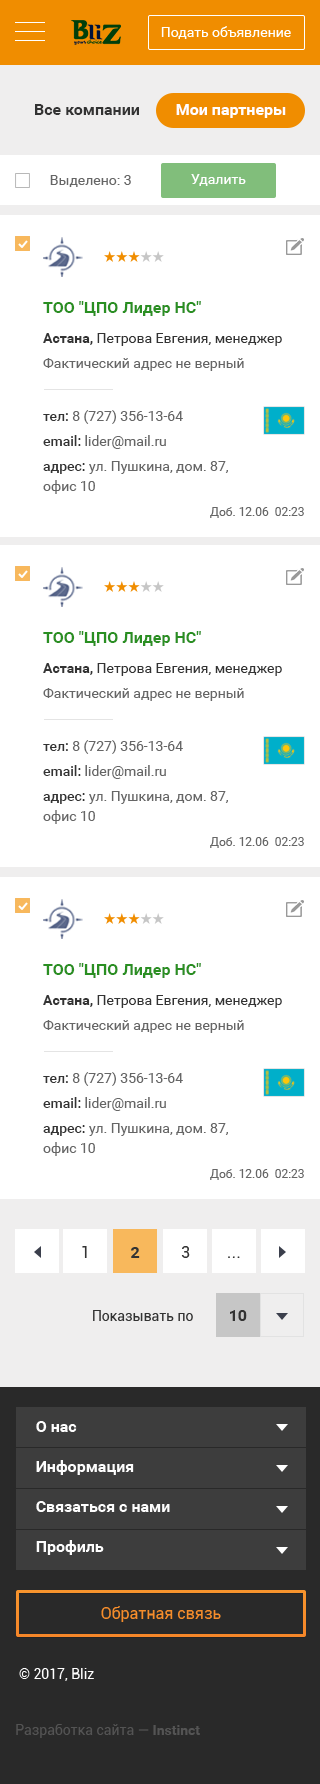 BliZ
Подать объявление
Все компании
Мои партнеры
Выделено: 3
Удалить
ТОО "ЦПО Лидер НС"
Астана, Петрова Евгения, менеджер
Фактический адрес не верный
тел: 8 (727) 356-13-64
email: lider@mail.ru
адрес: ул. Пушкина, дом. 87,
офис 10
Доб. 12.06 02:23
ТОО "ЦПО Лидер НС"
Астана, Петрова Евгения, менеджер
Фактический адрес не верный
тел: 8 (727) 356-13-64
email: lider@mail.ru
адрес: ул. Пушкина, дом. 87,
офис 10
Доб. 12.06 02:23
ТОО "ЦПО Лидер НС"
Астана, Петрова Евгения, менеджер
Фактический адрес не верный
тел: 8 (727) 356-13-64
email: lider@mail.ru
адрес: ул. Пушкина, дом. 87,
офис 10
Доб. 12.06 02:23
1 2 3 ...
Показывать по 10
О нас
Информация
Связаться с нами
Профиль
Обратная связь
© 2017, Bliz
Разработка сайта — Instinct